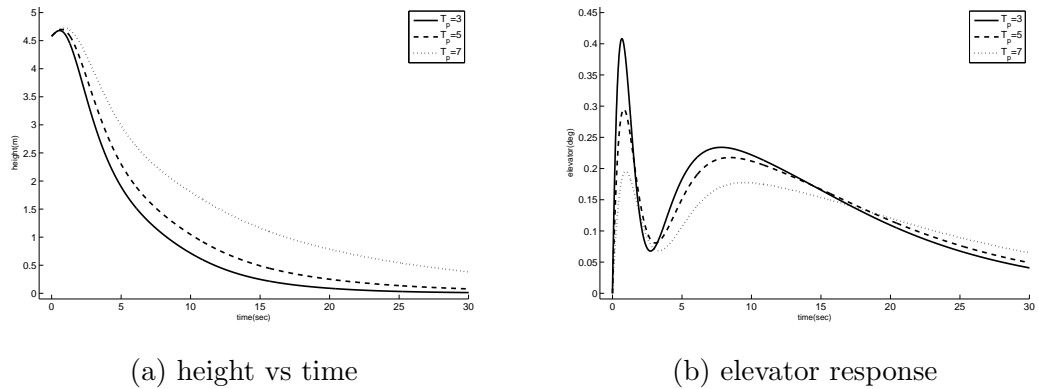 5
4.5
4
3.5
3
2.5
2
1.5
1
0.5
0
height(m)
0 5 10 15 20 25 30
time(sec)
T_p=3
T_p=5
T_p=7
(a) height vs time
0.45
0.4
0.35
0.3
0.25
0.2
0.15
0.1
0.05
0
elevator(deg)
0 5 10 15 20 25 30
time(sec)
T_p=3
T_p=5
T_p=7
(b) elevator response